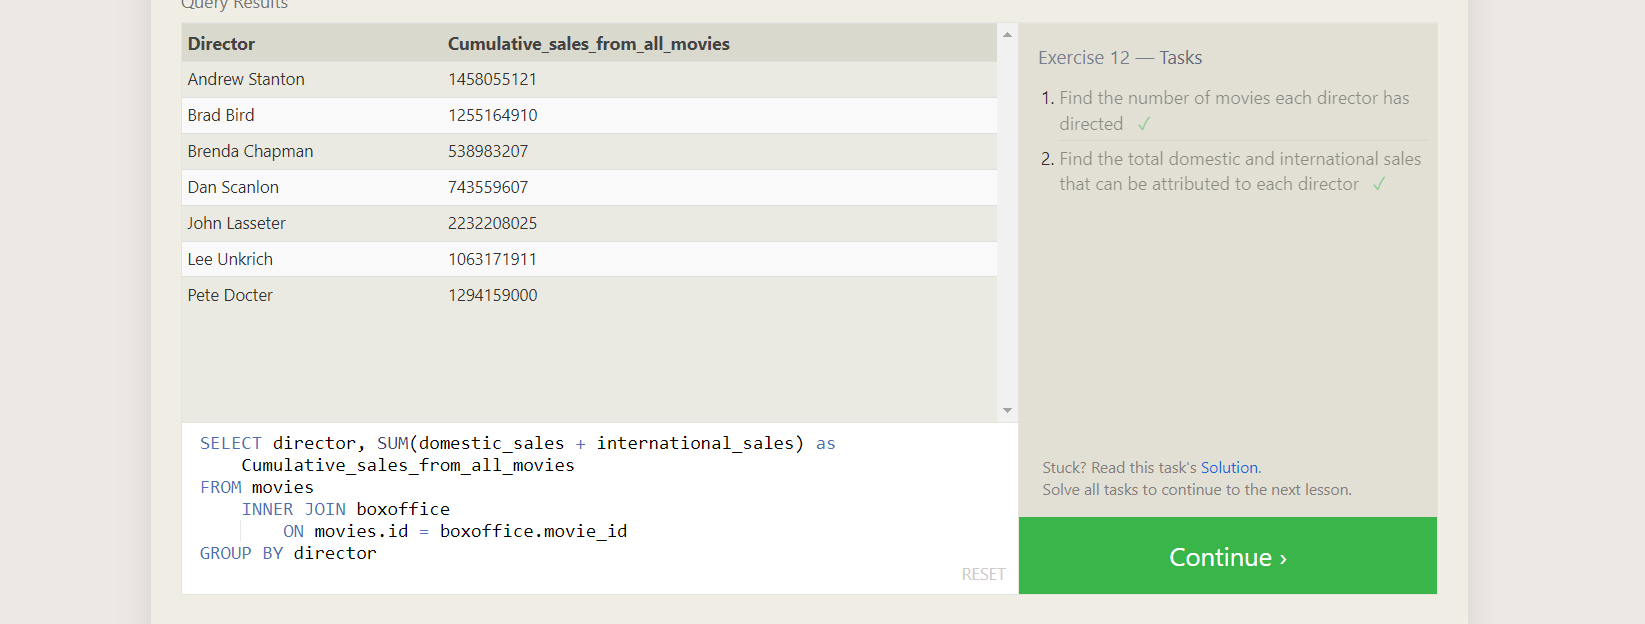 Query Results
Director Cumulative_sales_from_all_movies
Andrew Stanton 1458055121
Brad Bird 1255164910
Brenda Chapman 538983207
Dan Scanlon 743559607
John Lasseter 2232208025
Lee Unkrich 1063171911
Pete Docter 1294159000
SELECT director, SUM(domestic_sales + international_sales) as
Cumulative_sales_from_all_movies
FROM movies
INNER JOIN boxoffice
ON movies.id = boxoffice.movie_id
GROUP BY director
RESET
Exercise 12 — Tasks
1. Find the number of movies each director has
directed ✓
2. Find the total domestic and international sales
that can be attributed to each director ✓
Stuck? Read this task's Solution.
Solve all tasks to continue to the next lesson.
Continue ›